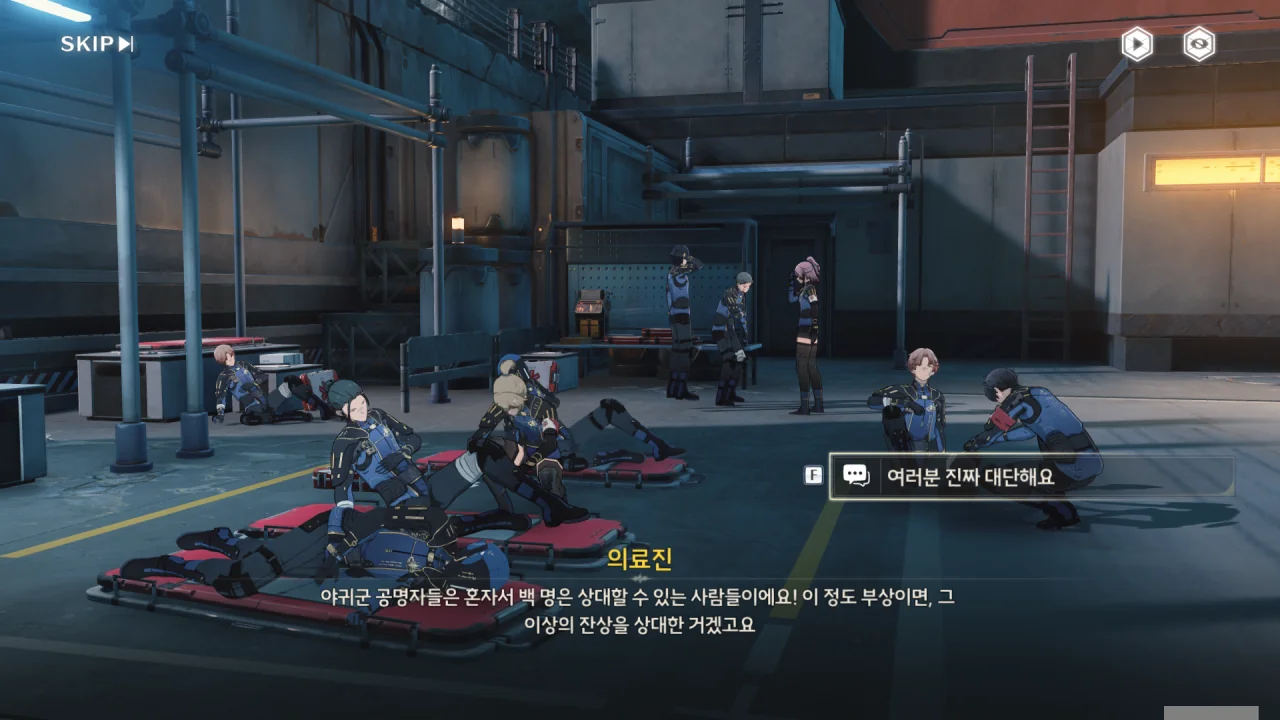 SKIP
F
여러분 진짜 대단해요
의료진
야귀군 공명자들은 혼자서 백 명은 상대할 수 있는 사람들이에요! 이 정도 부상이면, 그
이상의 잔상을 상대한 거겠고요